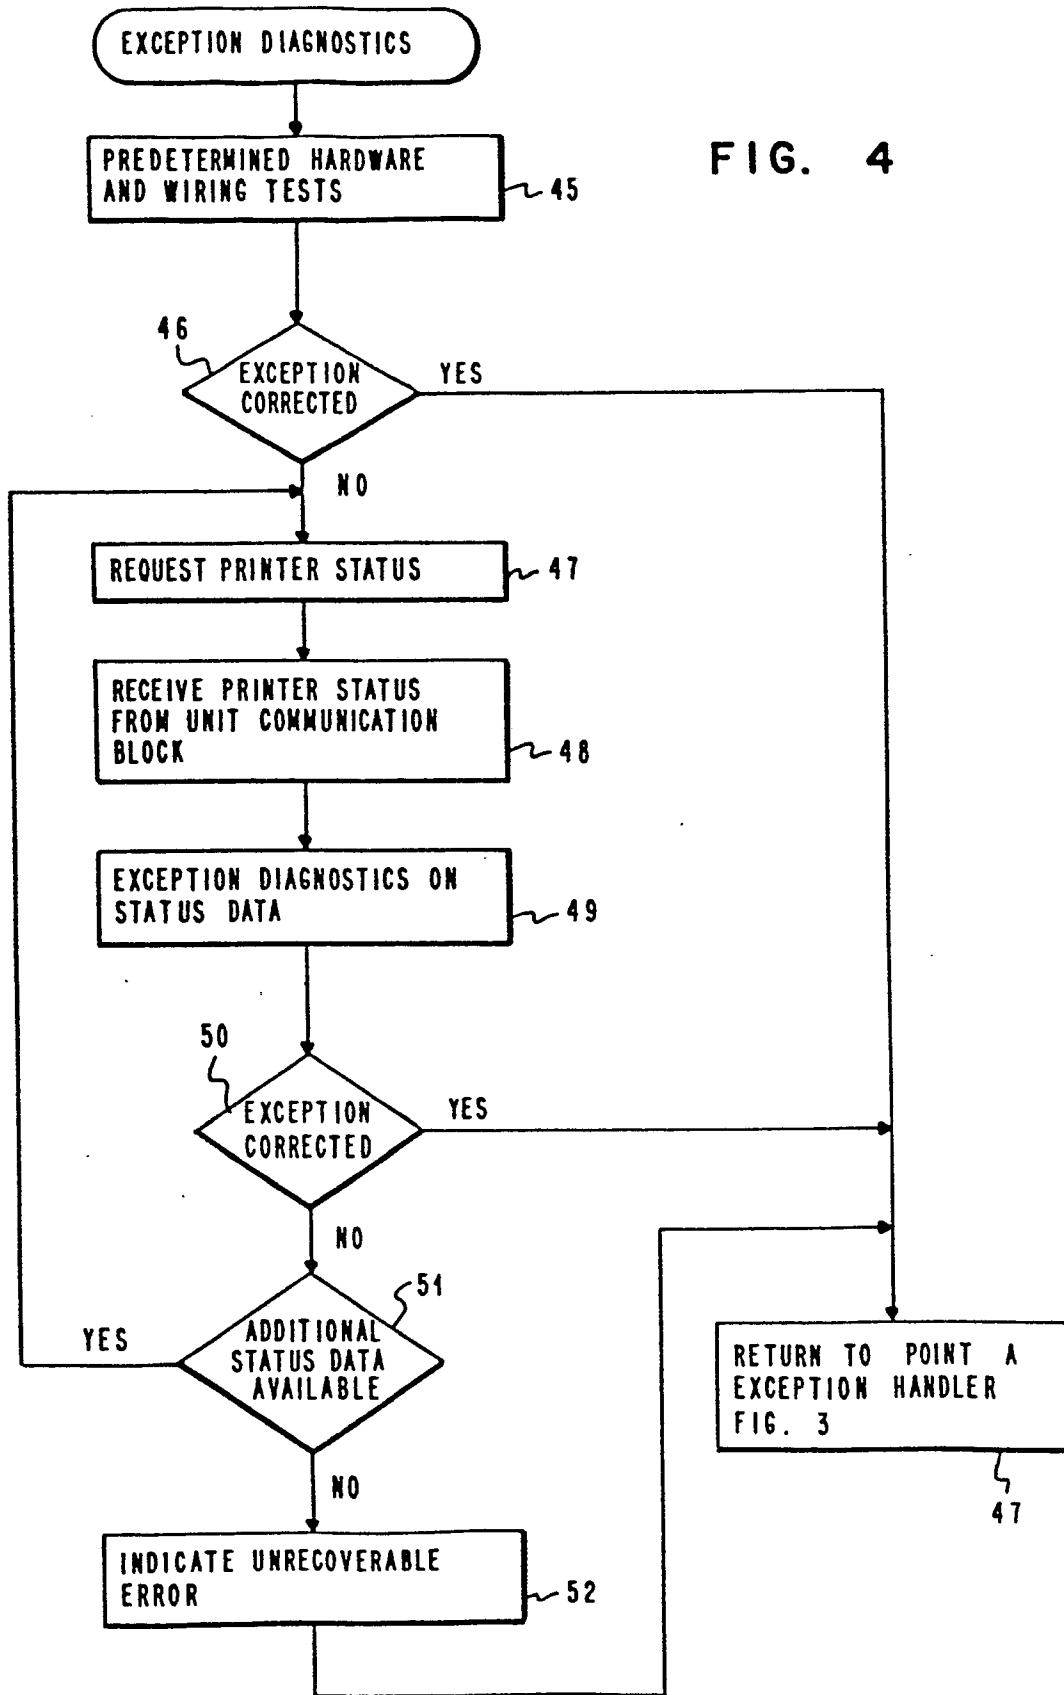 EXCEPTION DIAGNOSTICS
FIG. 4
PREDETERMINED HARDWARE
AND WIRING TESTS
45
46
EXCEPTION
CORRECTED
YES
NO
REQUEST PRINTER STATUS
47
RECEIVE PRINTER STATUS
FROM UNIT COMMUNICATION
BLOCK
48
EXCEPTION DIAGNOSTICS ON
STATUS DATA
49
50
EXCEPTION
CORRECTED
YES
NO
51
ADDITIONAL
STATUS DATA
AVAILABLE
YES
NO
RETURN TO POINT A
EXCEPTION HANDLER
FIG. 3
47
INDICATE UNRECOVERABLE
ERROR
52